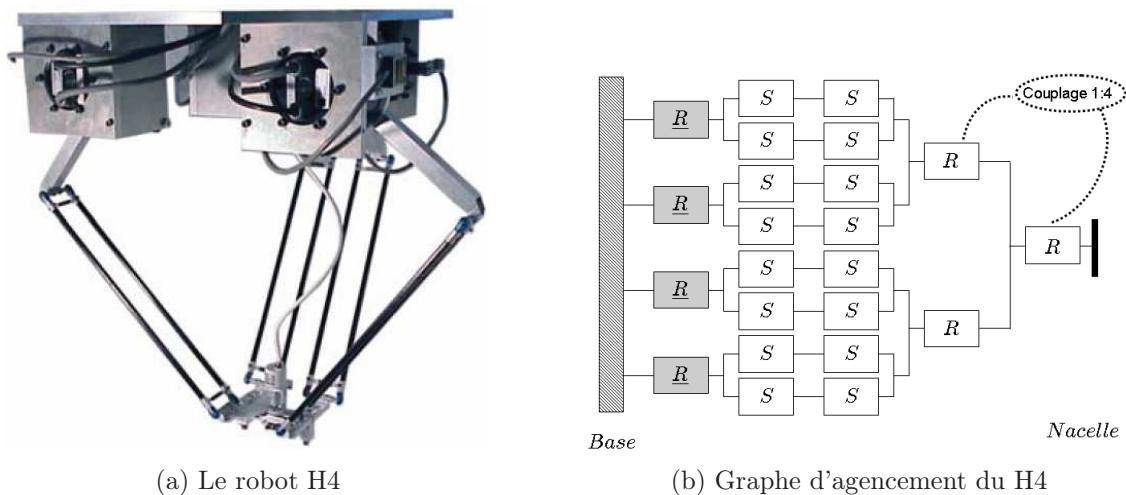 Couplage 1:4
R S S
S S
R
R S S
S S
R
R S S
S S
R
R S S
S S
Base
Nacelle
(a) Le robot H4
(b) Graphe d'agencement du H4